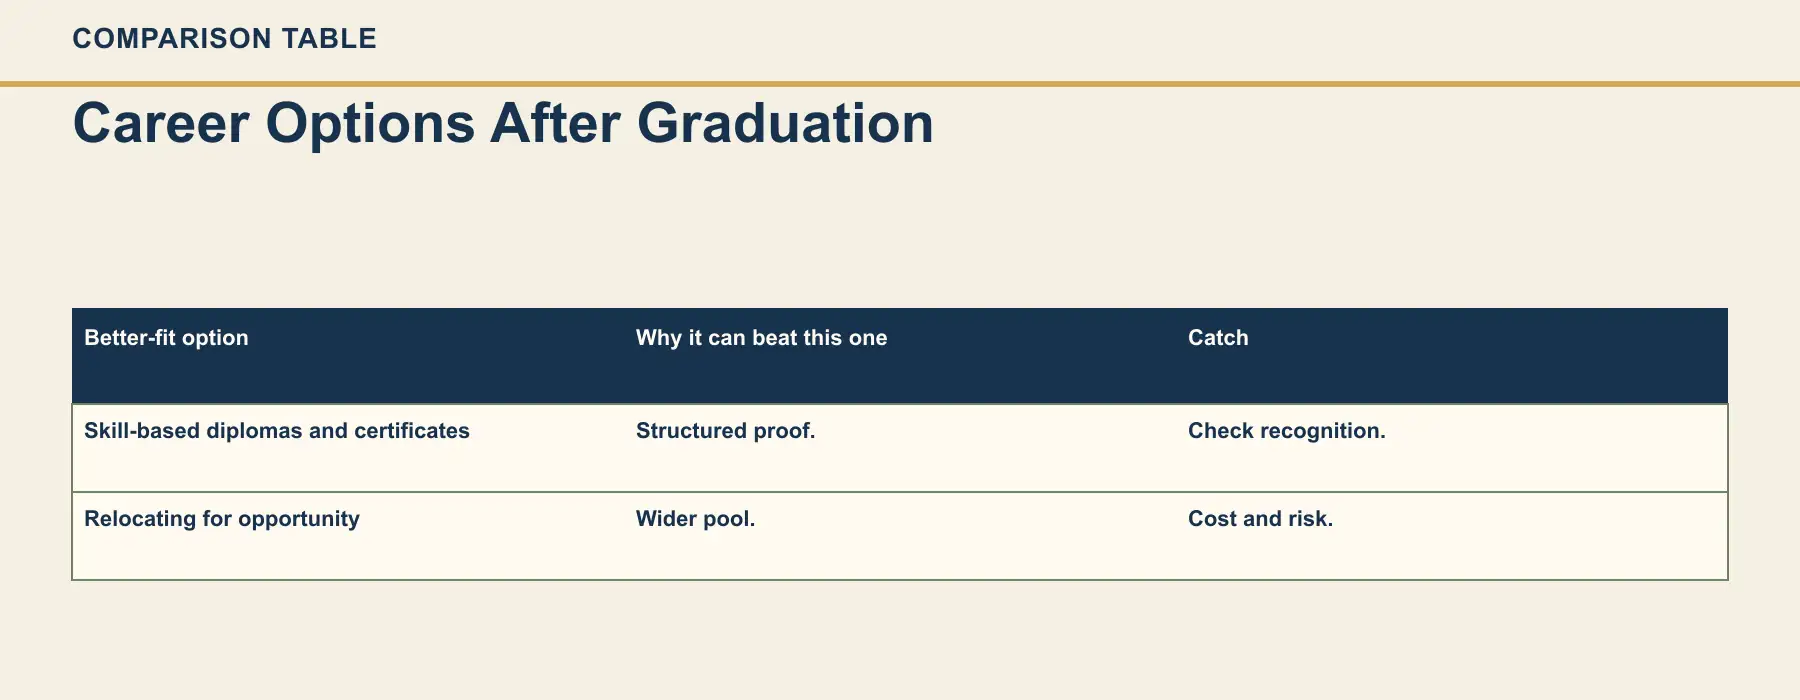 COMPARISON TABLE
Career Options After Graduation
Better-fit option Why it can beat this one Catch
Skill-based diplomas and certificates Structured proof. Check recognition.
Relocating for opportunity Wider pool. Cost and risk.